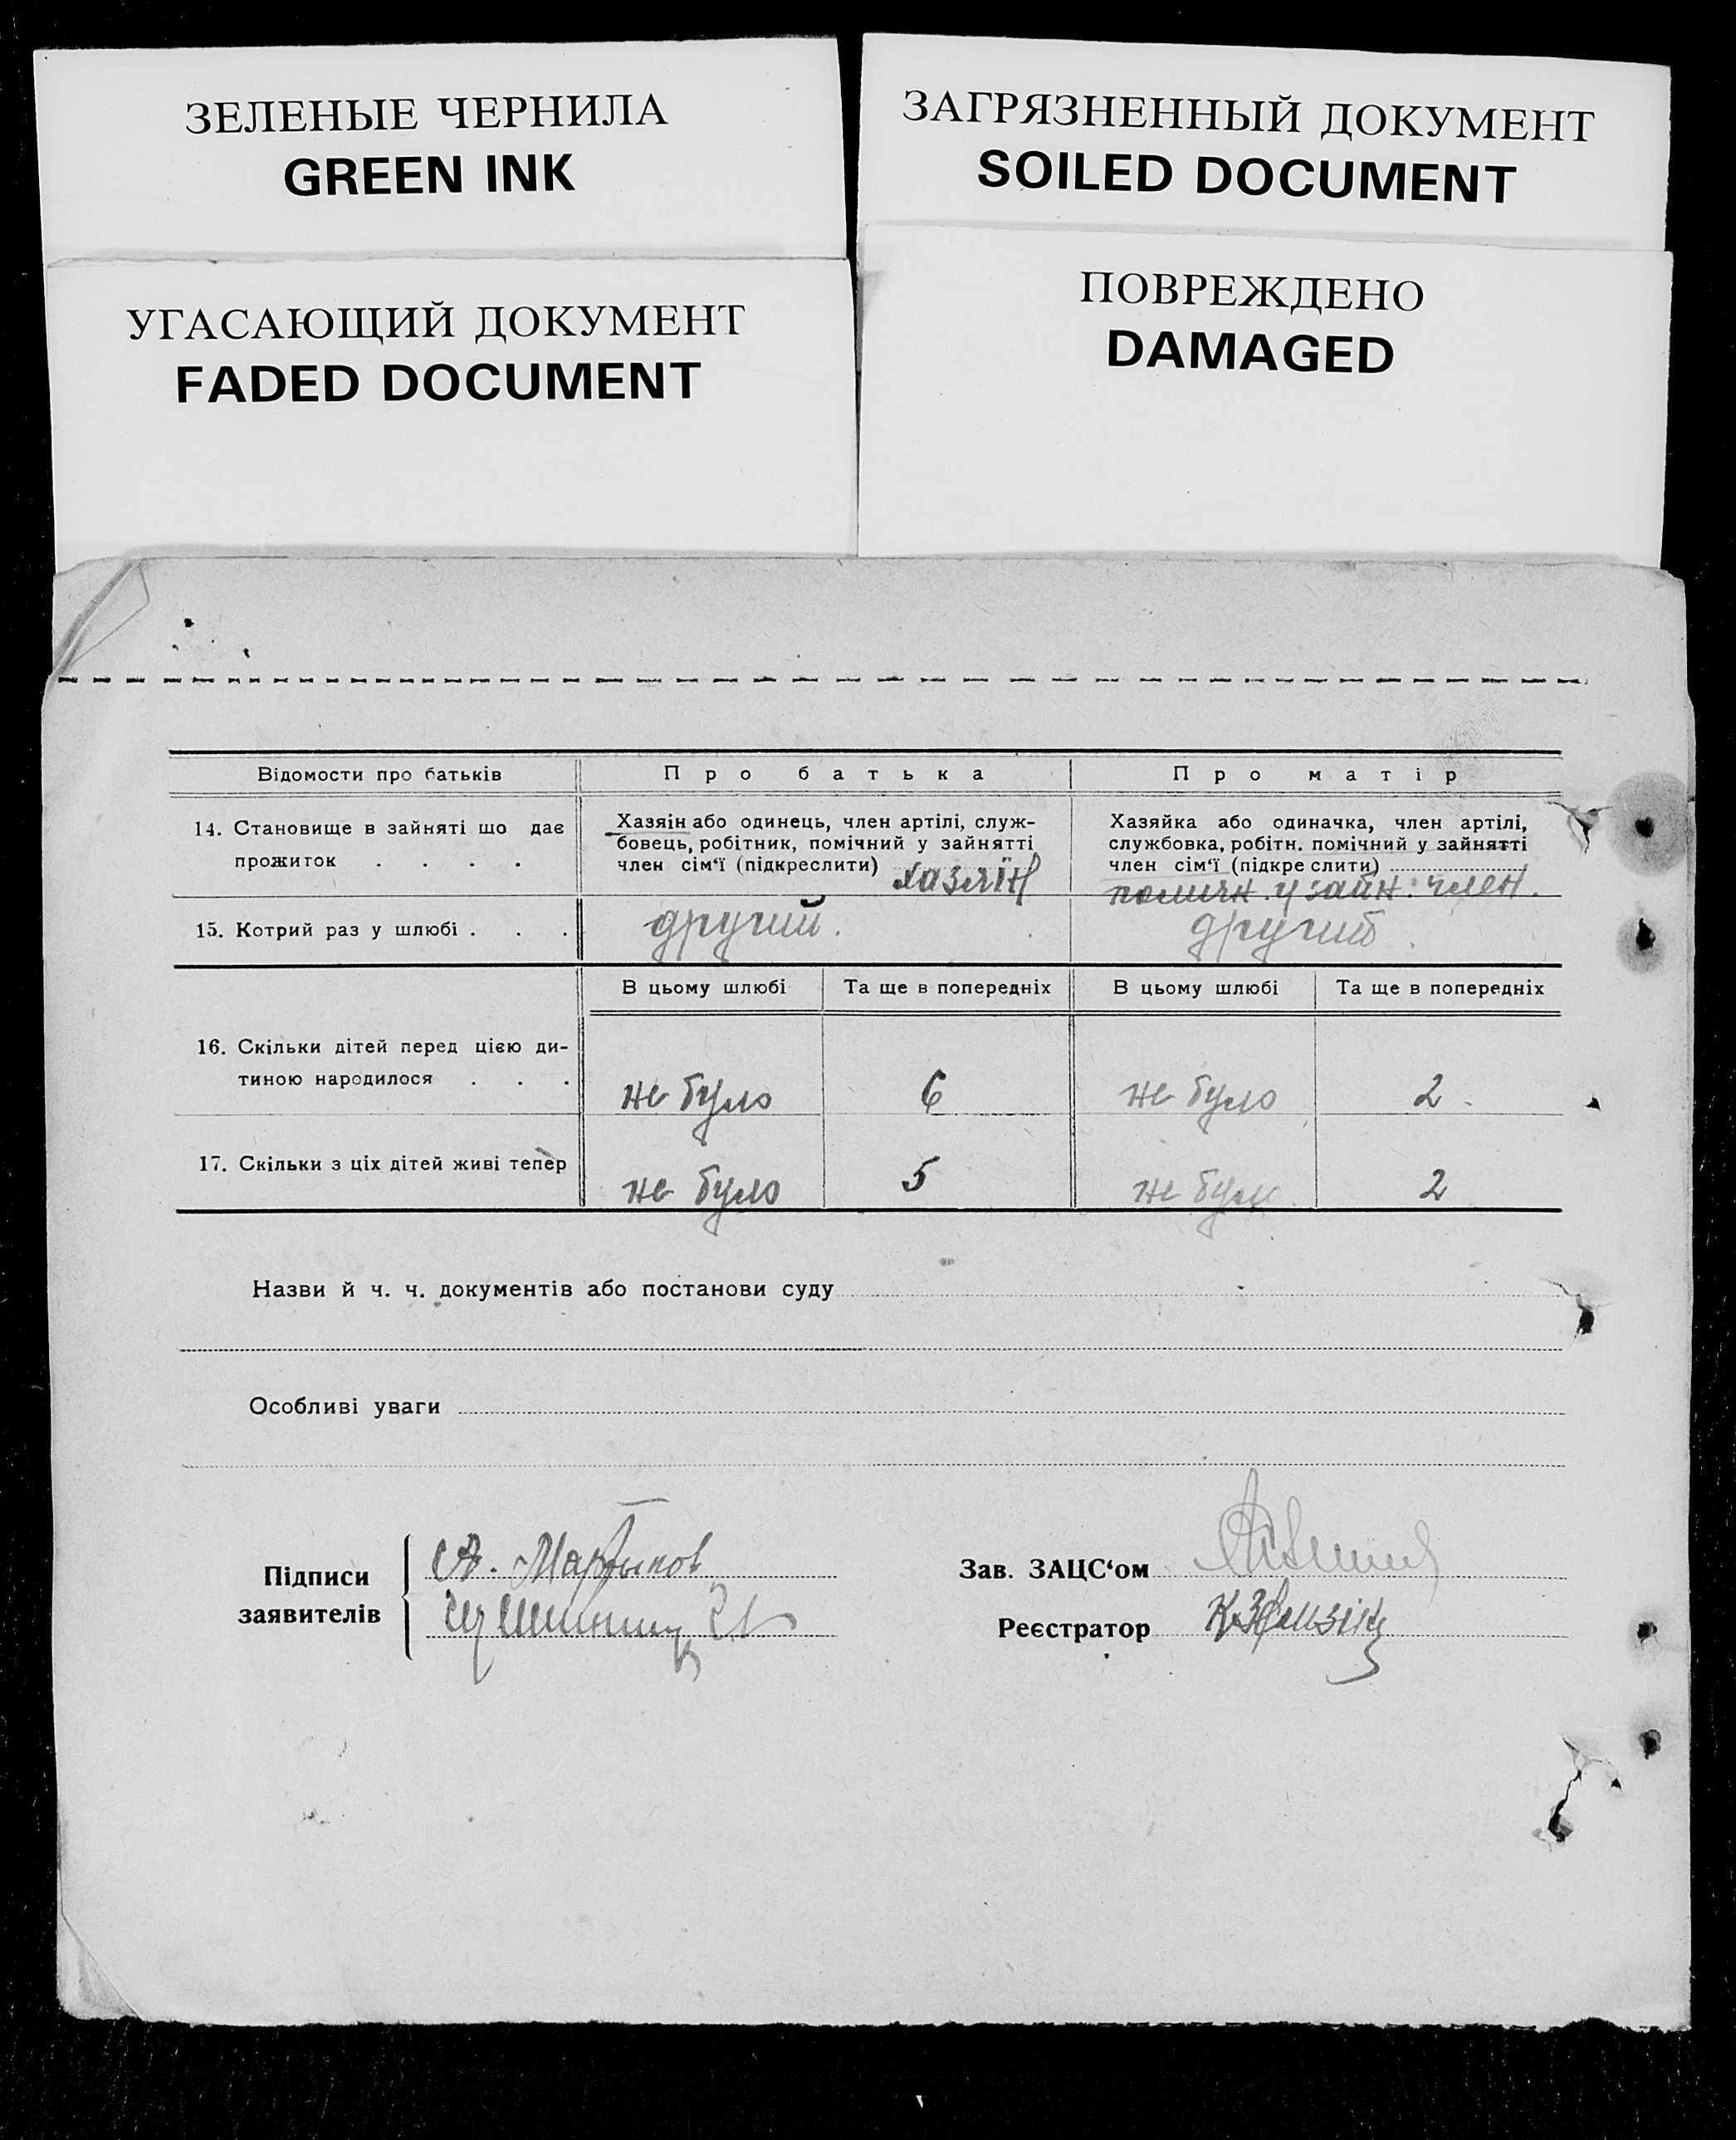 ЗЕЛЕНЫЕ ЧЕРНИЛА
GREEN INK
ЗАГРЯЗНЕННЫЙ ДОКУМЕНТ
SOILED DOCUMENT
УГАСАЮЩИЙ ДОКУМЕНТ
FADED DOCUMENT
ПОВРЕЖДЕНО
DAMAGED
Відомости про батьків
Про батька
Про матір
14. Становище в зайняті що дає
прожиток . . . .
Хазяін або одинець, член артілі, служ-
бовець, робітник, помічний у зайнятті
член сім‘ї (підкреслити) хазяїн
Хазяйка або одиначка, член артілі,
службовка, робітн. помічний у зайнятті
член сім‘ї (підкреслити)
помічн. у зайн. член.
15. Котрий раз у шлюбі . . .
другий.
другий.
В цьому шлюбі
Та ще в попередніх
В цьому шлюбі
Та ще в попередніх
16. Скільки дітей перед цією ди-
тиною народилося . . .
не було
6
не було
2
17. Скільки з ціх дітей живі тепер
не було
5
не було
2
Назви й ч. ч. документів або постанови суду
Особливі уваги
Підписи
заявителів
А. Мартынов
Зав. ЗАЦС‘ом
Реєстратор